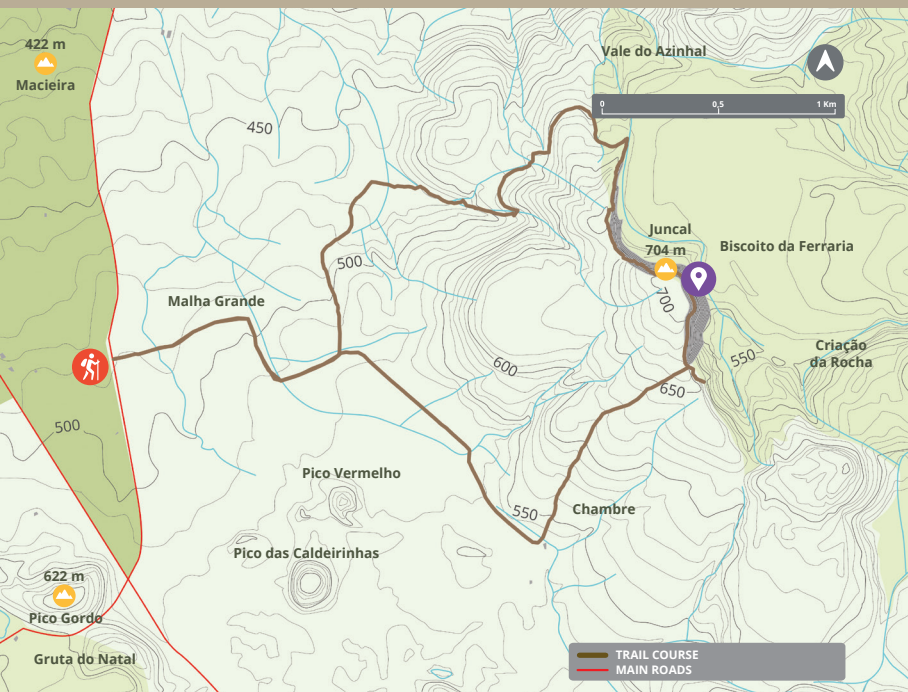 422 m
Macieira
Vale do Azinhal
0
0,5
1 Km
450
Juncal
704 m
Biscoito da Ferraria
500
700
Malha Grande
Criação
da Rocha
550
600
650
500
Pico Vermelho
Chambre
550
Pico das Caldeirinhas
622 m
Pico Gordo
Gruta do Natal
TRAIL COURSE
MAIN ROADS